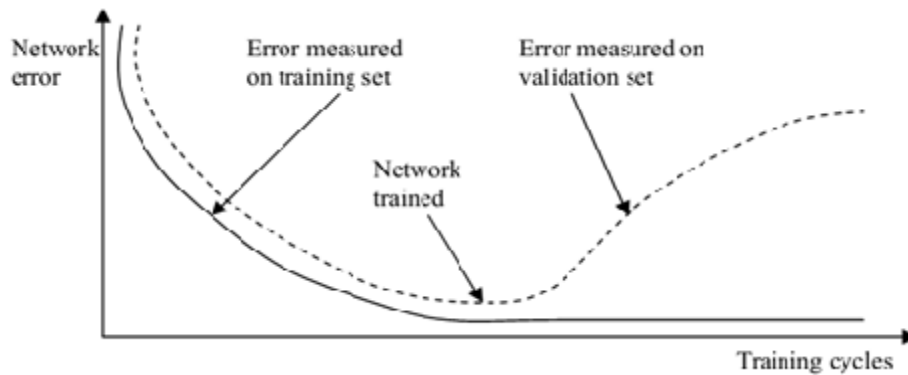 Network
error
Error measured
on training set
Error measured on
validation set
Network
trained
Training cycles